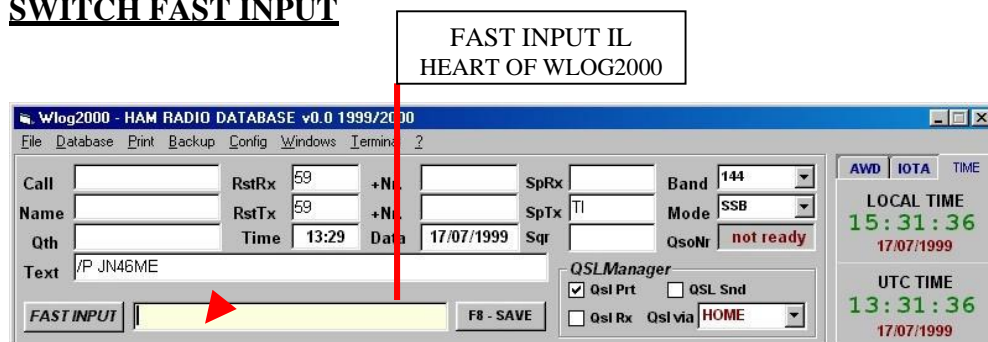 SWITCH FAST INPUT
FAST INPUT IL
HEART OF WLOG2000
Wlog2000 - HAM RADIO DATABASE v0.0 1999/2000
File Database Print Backup Config Windows Terminal ?
Call RstRx 59 +Nr. SpRx Band 144
Name RstTx 59 +Nr. SpTx TI Mode SSB
Qth Time 13:29 Data 17/07/1999 Sqr QsoNr not ready
Text /P JN46ME
QSLManager
Qsl Prt QSL Snd
FAST INPUT F8 - SAVE Qsl Rx Qsl via HOME
AWD IOTA TIME
LOCAL TIME
15:31:36
17/07/1999
UTC TIME
13:31:36
17/07/1999